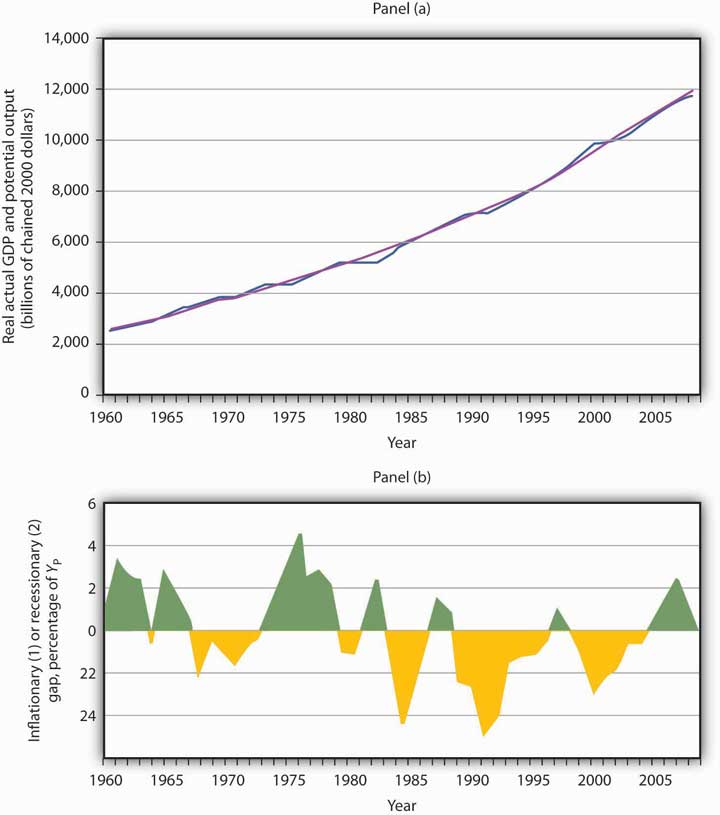 Panel (a)
Real actual GDP and potential output
(billions of chained 2000 dollars)
14,000
12,000
10,000
8,000
6,000
4,000
2,000
0
1960 1965 1970 1975 1980 1985 1990 1995 2000 2005
Year
Panel (b)
Inflationary (1) or recessionary (2)
gap, percentage of YP
6
4
2
0
22
24
1960 1965 1970 1975 1980 1985 1990 1995 2000 2005
Year